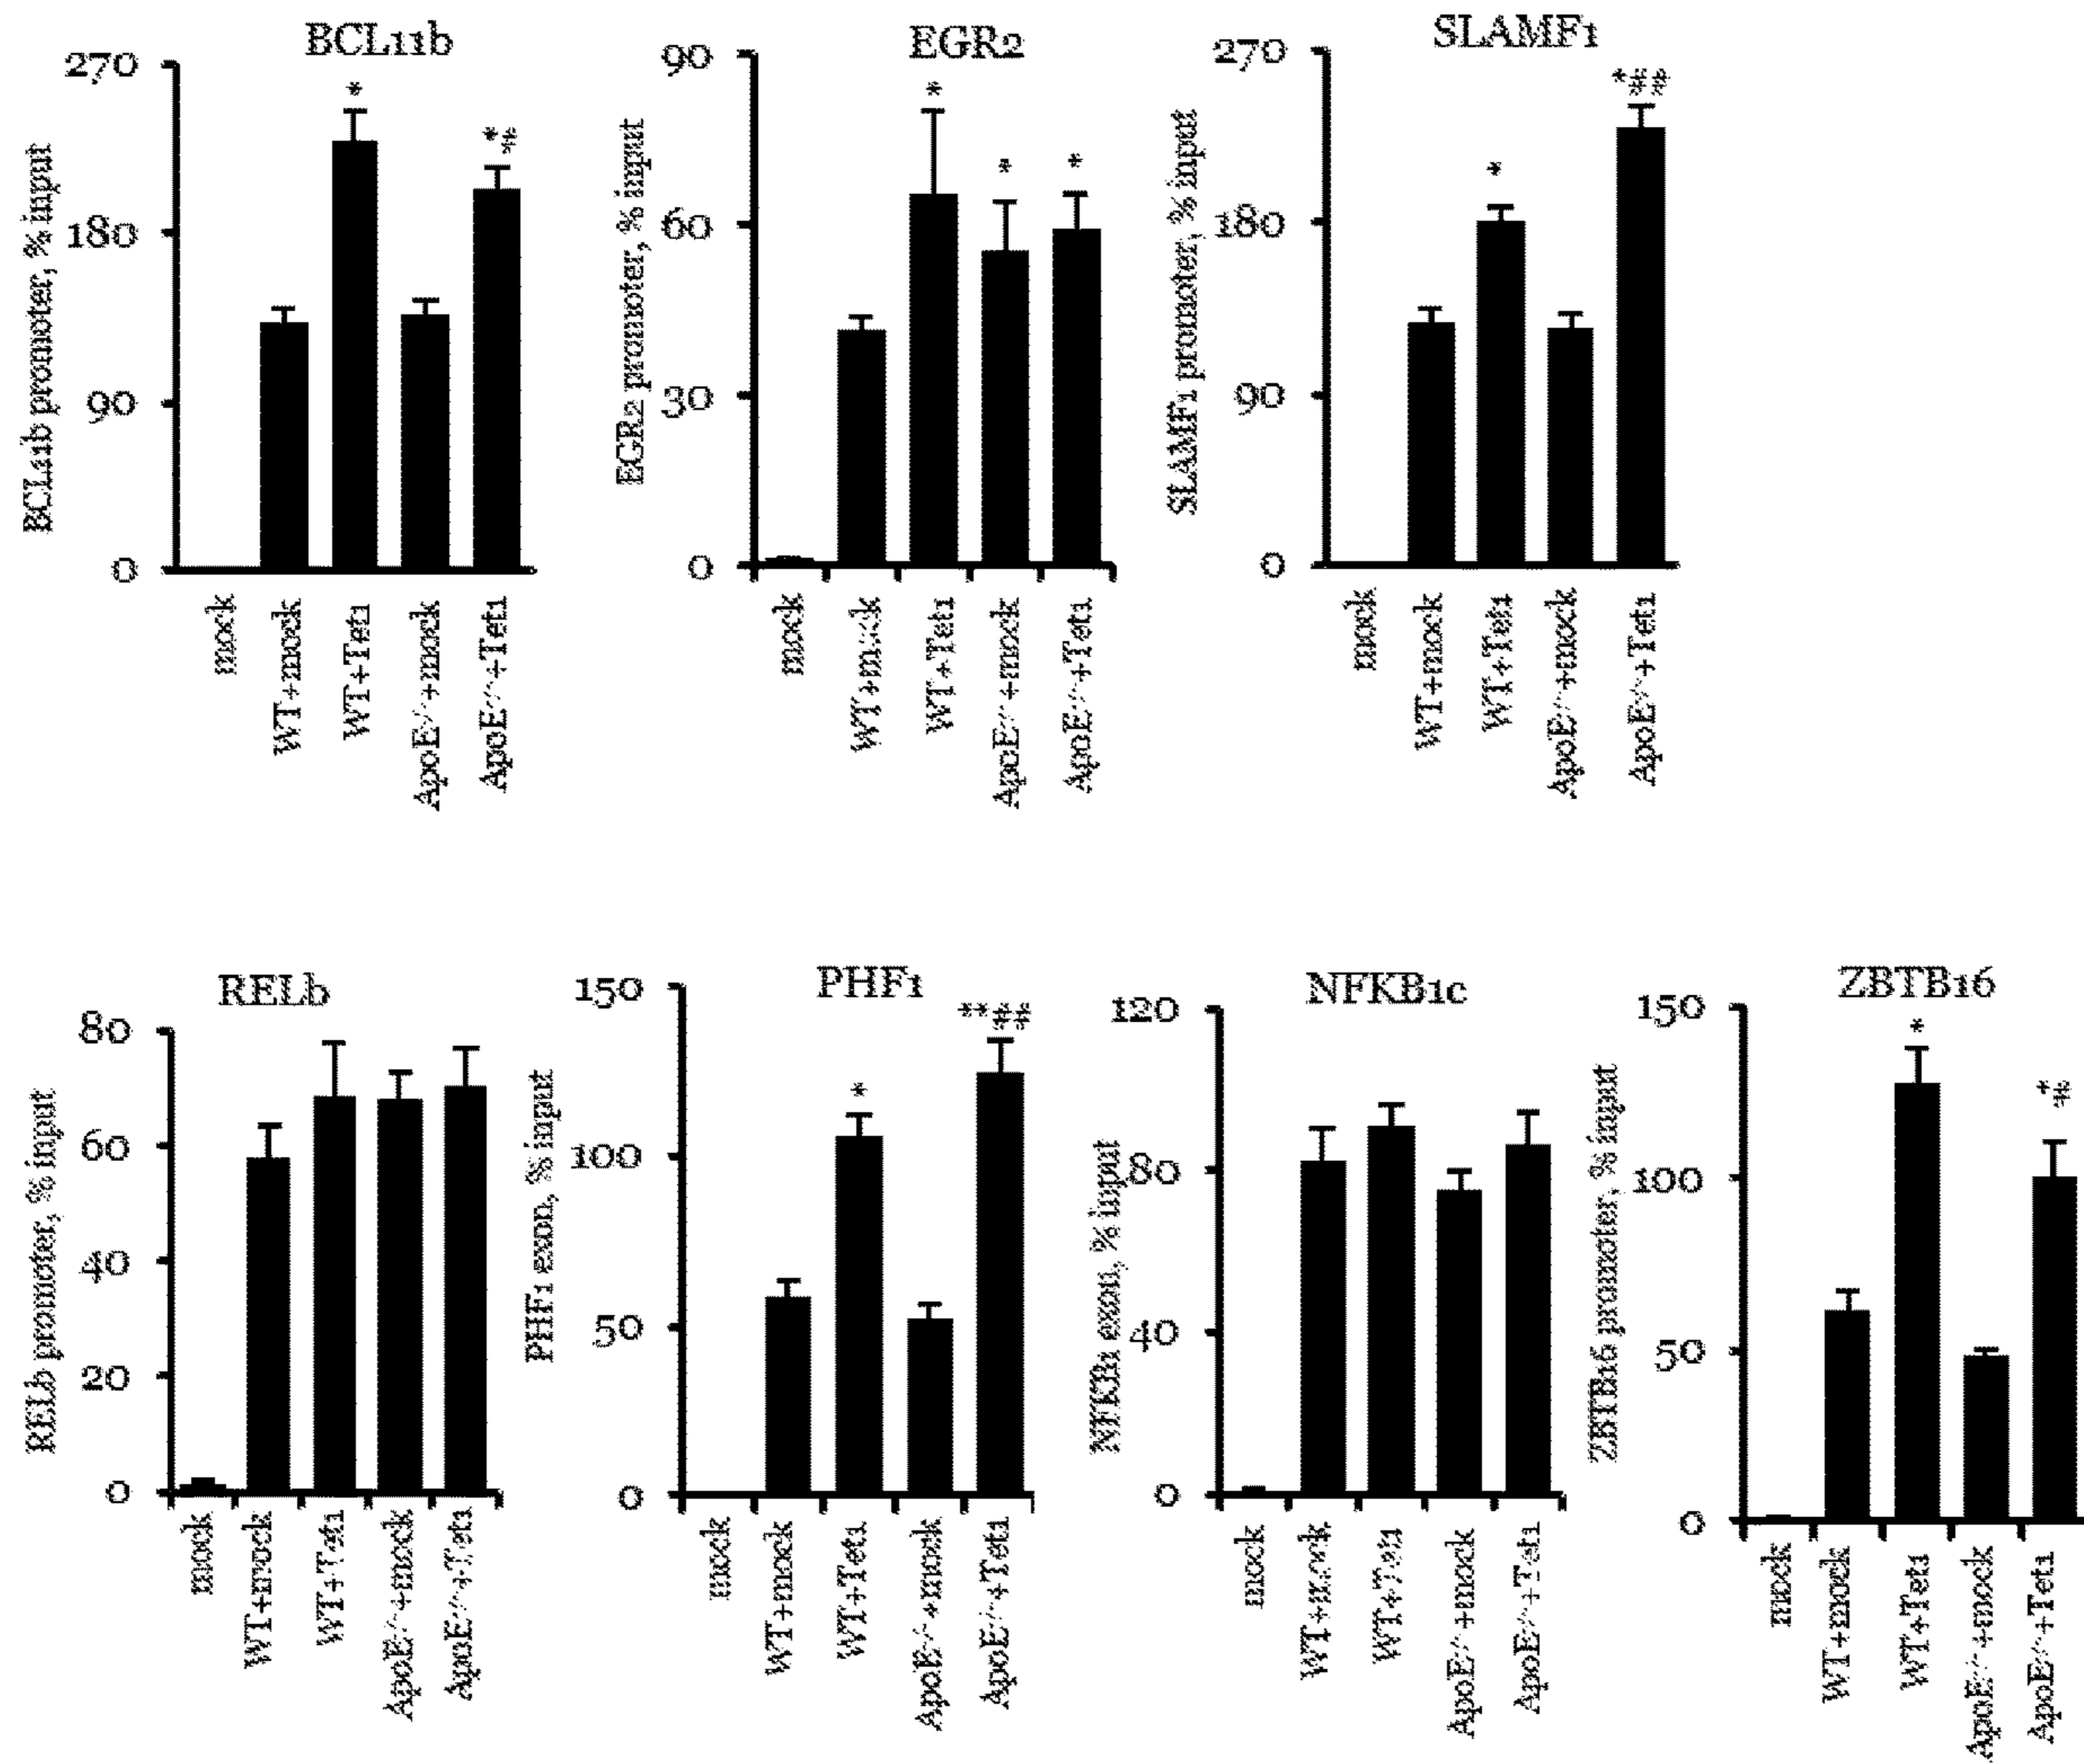 BCL11b
BCL11b promoter, % input
270
180
90
0
*
*#
mock
WT+mock
WT+Tet1
ApoE-/-+mock
ApoE-/-+Tet1
EGR2
EGR2 promoter, % input
90
60
30
0
*
*
*
mock
WT+mock
WT+Tet1
ApoE-/-+mock
ApoE-/-+Tet1
SLAMF1
SLAMF1 promoter, % input
270
180
90
0
*
*##
mock
WT+mock
WT+Tet1
ApoE-/-+mock
ApoE-/-+Tet1
RELb
RELb promoter, % input
80
60
40
20
0
mock
WT+mock
WT+Tet1
ApoE-/-+mock
ApoE-/-+Tet1
PHF1
PHF1 exon, % input
150
100
50
0
*
**##
mock
WT+mock
WT+Tet1
ApoE-/-+mock
ApoE-/-+Tet1
NFKB1c
NFKB1 exon, % input
120
80
40
0
mock
WT+mock
WT+Tet1
ApoE-/-+mock
ApoE-/-+Tet1
ZBTB16
ZBTB16 promoter, % input
150
100
50
0
*
*#
mock
WT+mock
WT+Tet1
ApoE-/-+mock
ApoE-/-+Tet1